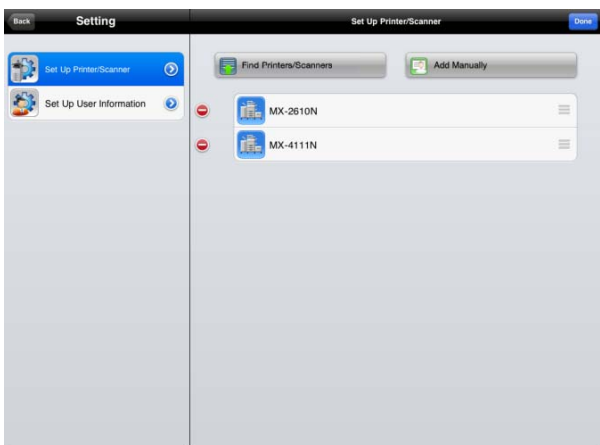 Back
Setting
Set Up Printer/Scanner
Done
Set Up Printer/Scanner
Set Up User Information
Find Printers/Scanners
Add Manually
MX-2610N
MX-4111N